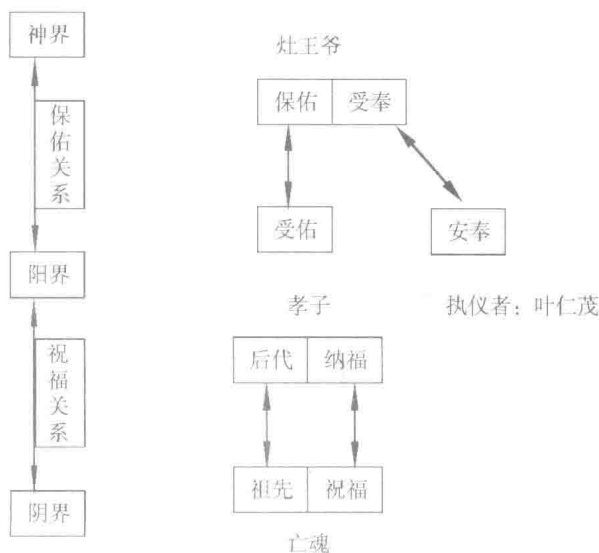 神界
灶王爷
保佑 受奉
保佑关系
受佑 安奉
阳界
孝子 执仪者：叶仁茂
后代 纳福
祝福关系
祖先 祝福
阴界
亡魂